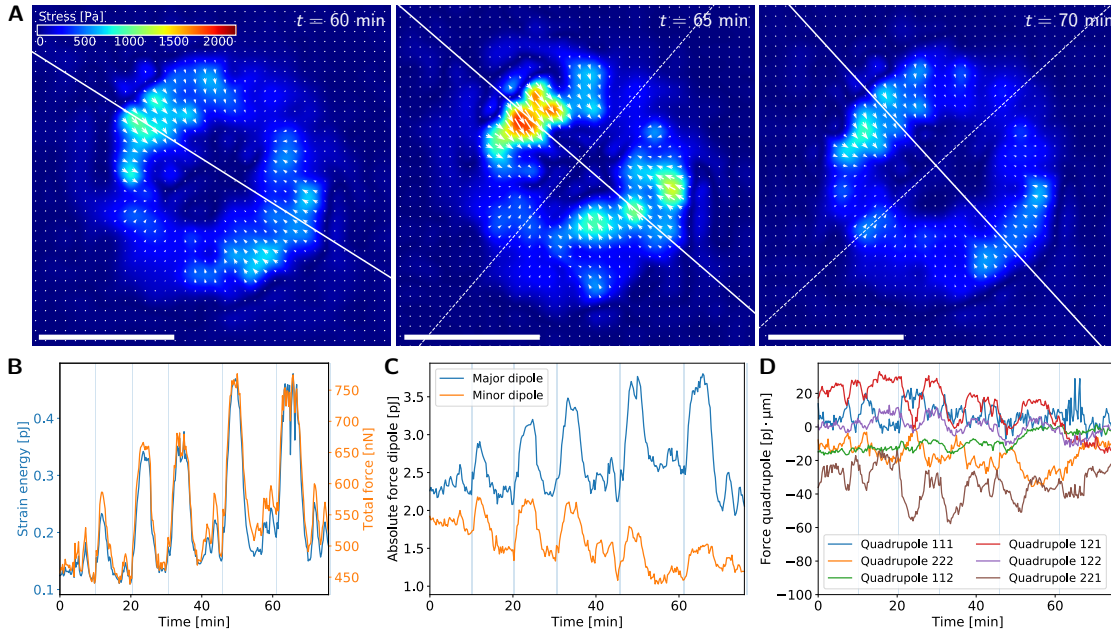 A
Stress [Pa]
0 500 1000 1500 2000
t = 60 min
t = 65 min
t = 70 min
B
Strain energy [pJ]
0.4
0.3
0.2
0.1
0 20 40 60
Time [min]
750
700
650
600
550
500
450
Total force [nN]
C
Absolute force dipole [pJ]
3.5
3.0
2.5
2.0
1.5
1.0
Major dipole
Minor dipole
0 20 40 60
Time [min]
D
Force quadrupole [pJ · μm]
20
0
−20
−40
−60
−80
−100
Quadrupole 111
Quadrupole 222
Quadrupole 112
Quadrupole 121
Quadrupole 122
Quadrupole 221
0 20 40 60
Time [min]